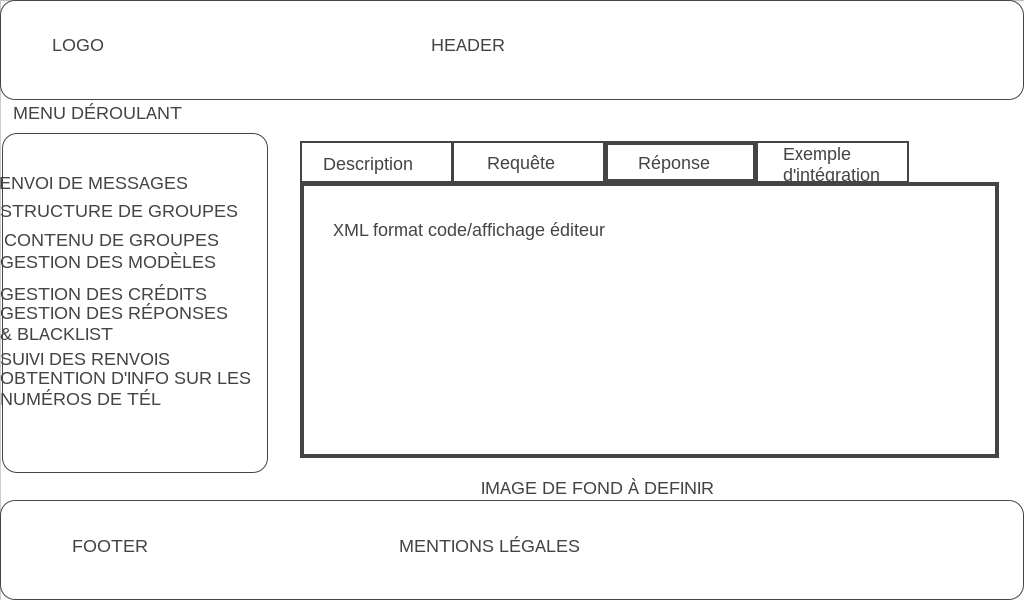 LOGO
HEADER
MENU DÉROULANT
ENVOI DE MESSAGES
STRUCTURE DE GROUPES
CONTENU DE GROUPES
GESTION DES MODÈLES
GESTION DES CRÉDITS
GESTION DES RÉPONSES
& BLACKLIST
SUIVI DES RENVOIS
OBTENTION D'INFO SUR LES
NUMÉROS DE TÉL
Description
Requête
Réponse
Exemple
d'intégration
XML format code/affichage éditeur
IMAGE DE FOND À DEFINIR
FOOTER
MENTIONS LÉGALES